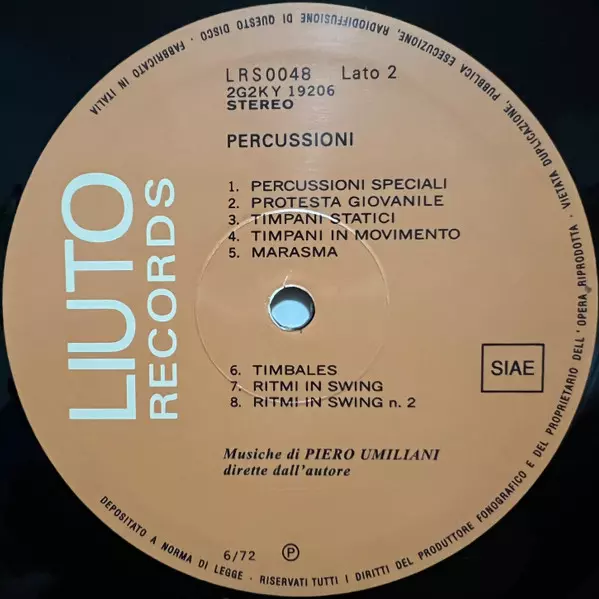 LRS0048 Lato 2
2G2KY 19206
STEREO
PERCUSSIONI
1. PERCUSSIONI SPECIALI
2. PROTESTA GIOVANILE
3. TIMPANI STATICI
4. TIMPANI IN MOVIMENTO
5. MARASMA
6. TIMBALES
7. RITMI IN SWING
8. RITMI IN SWING n. 2
Musiche di PIERO UMILIANI
dirette dall'autore
LIUTO
RECORDS
SIAE
6/72 Ⓟ
DEPOSITATO A NORMA DI LEGGE · RISERVATI TUTTI I DIRITTI DEL PRODUTTORE FONOGRAFICO E DEL PROPRIETARIO DELL'OPERA RIPRODOTTA · VIETATA DUPLICAZIONE, PUBBLICA ESECUZIONE, RADIODIFFUSIONE DI QUESTO DISCO · FABBRICATO IN ITALIA